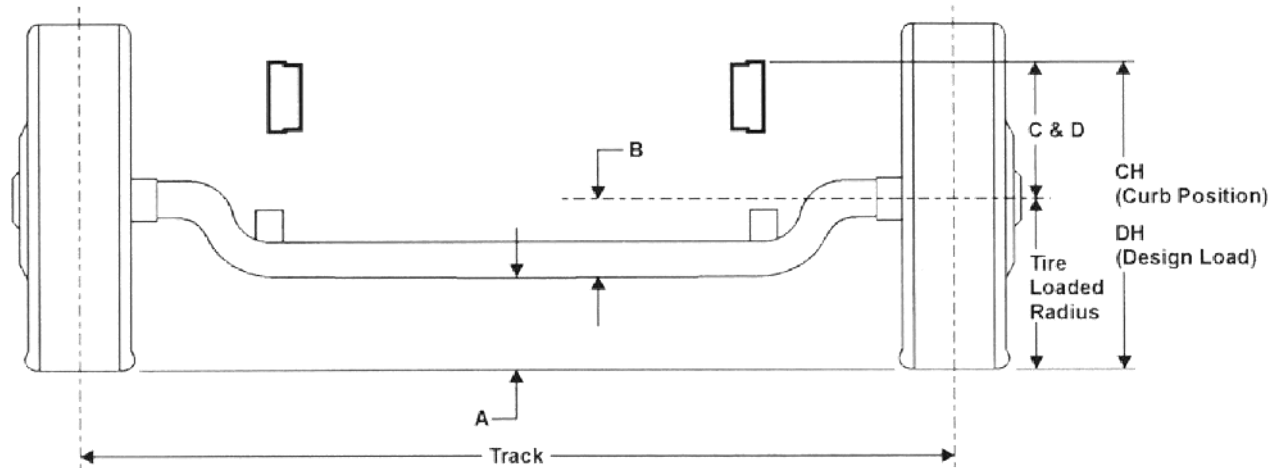 B
C & D
CH
(Curb Position)
DH
(Design Load)
Tire
Loaded
Radius
A
Track